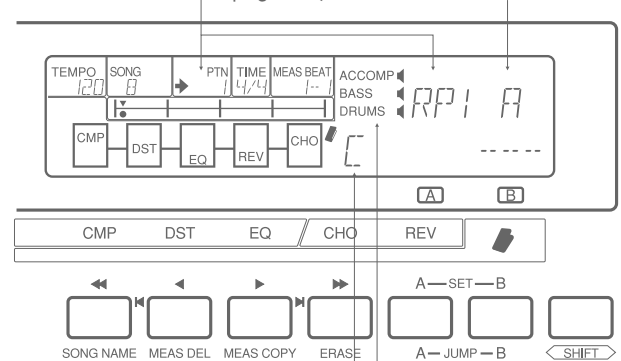 TEMPO SONG PTN TIME MEAS BEAT ACCOMP
120 8 1 4/4 1-- 1 BASS
DRUMS
RP1 A
CMP DST EQ REV CHO
C -- -- --
A B
CMP DST EQ CHO REV
A — SET — B
SONG NAME MEAS DEL MEAS COPY ERASE A — JUMP — B SHIFT